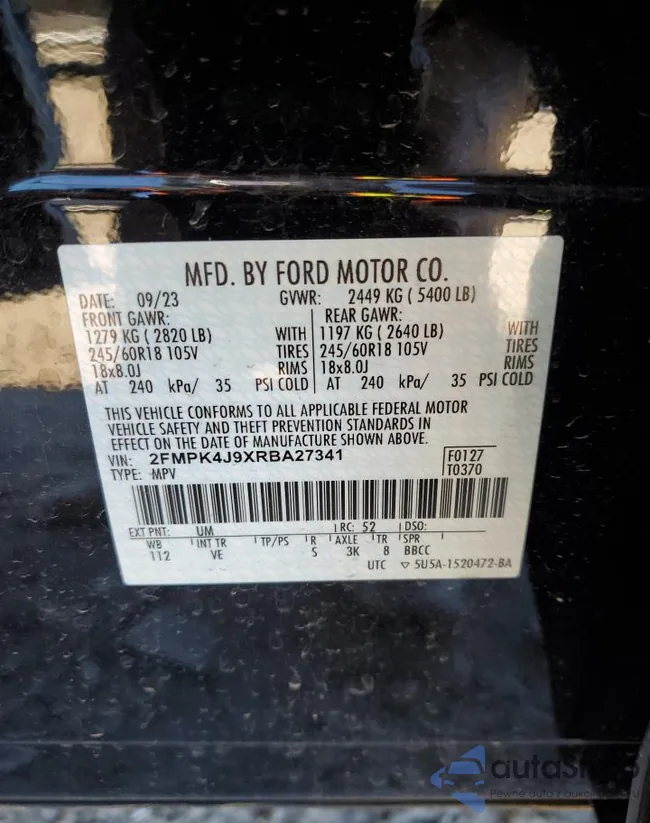 MFD. BY FORD MOTOR CO.
DATE: 09/23 GVWR: 2449 KG ( 5400 LB)
FRONT GAWR: REAR GAWR:
1279 KG ( 2820 LB) WITH 1197 KG ( 2640 LB) WITH
245/60R18 105V TIRES 245/60R18 105V TIRES
18x8.0J RIMS 18x8.0J RIMS
AT 240 kPa/ 35 PSI COLD AT 240 kPa/ 35 PSI COLD
THIS VEHICLE CONFORMS TO ALL APPLICABLE FEDERAL MOTOR
VEHICLE SAFETY AND THEFT PREVENTION STANDARDS IN
EFFECT ON THE DATE OF MANUFACTURE SHOWN ABOVE.
VIN: 2FMPK4J9XRBA27341 F0127
TYPE: MPV T0370
EXT PNT: UM RC: 52 DSO:
WB INT TR TP/PS R AXLE TR SPR
112 VE S 3K 8 BBCC
UTC ▽ 5U5A-1520472-BA
Pewne auta z aukcji